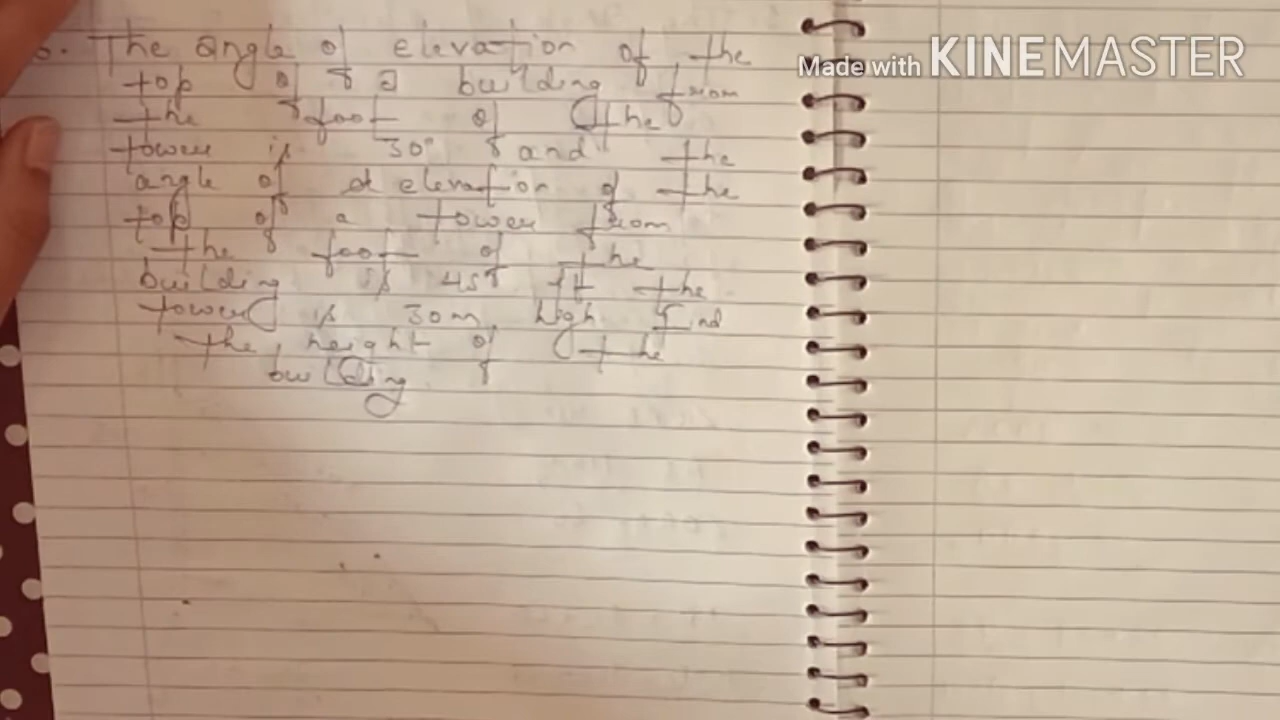 The angle of elevation of the
top of a building from
the foot of the
tower is 30° and the
angle of elevation of the
top of a tower from
the foot of the
building is 45° If the
tower is 30m high find
the height of the
building
Made with KINEMASTER